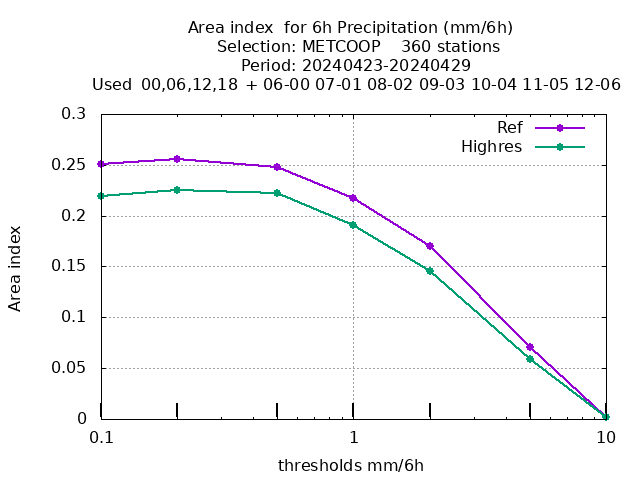 Area index  for 6h Precipitation (mm/6h)
Selection: METCOOP    360 stations
Period: 20240423-20240429
Used  00,06,12,18  + 06-00 07-01 08-02 09-03 10-04 11-05 12-06
0.3
Ref
Highres
0.25
0.2
0.15
0.1
0.05
0
Area index
0.1
1
10
thresholds mm/6h